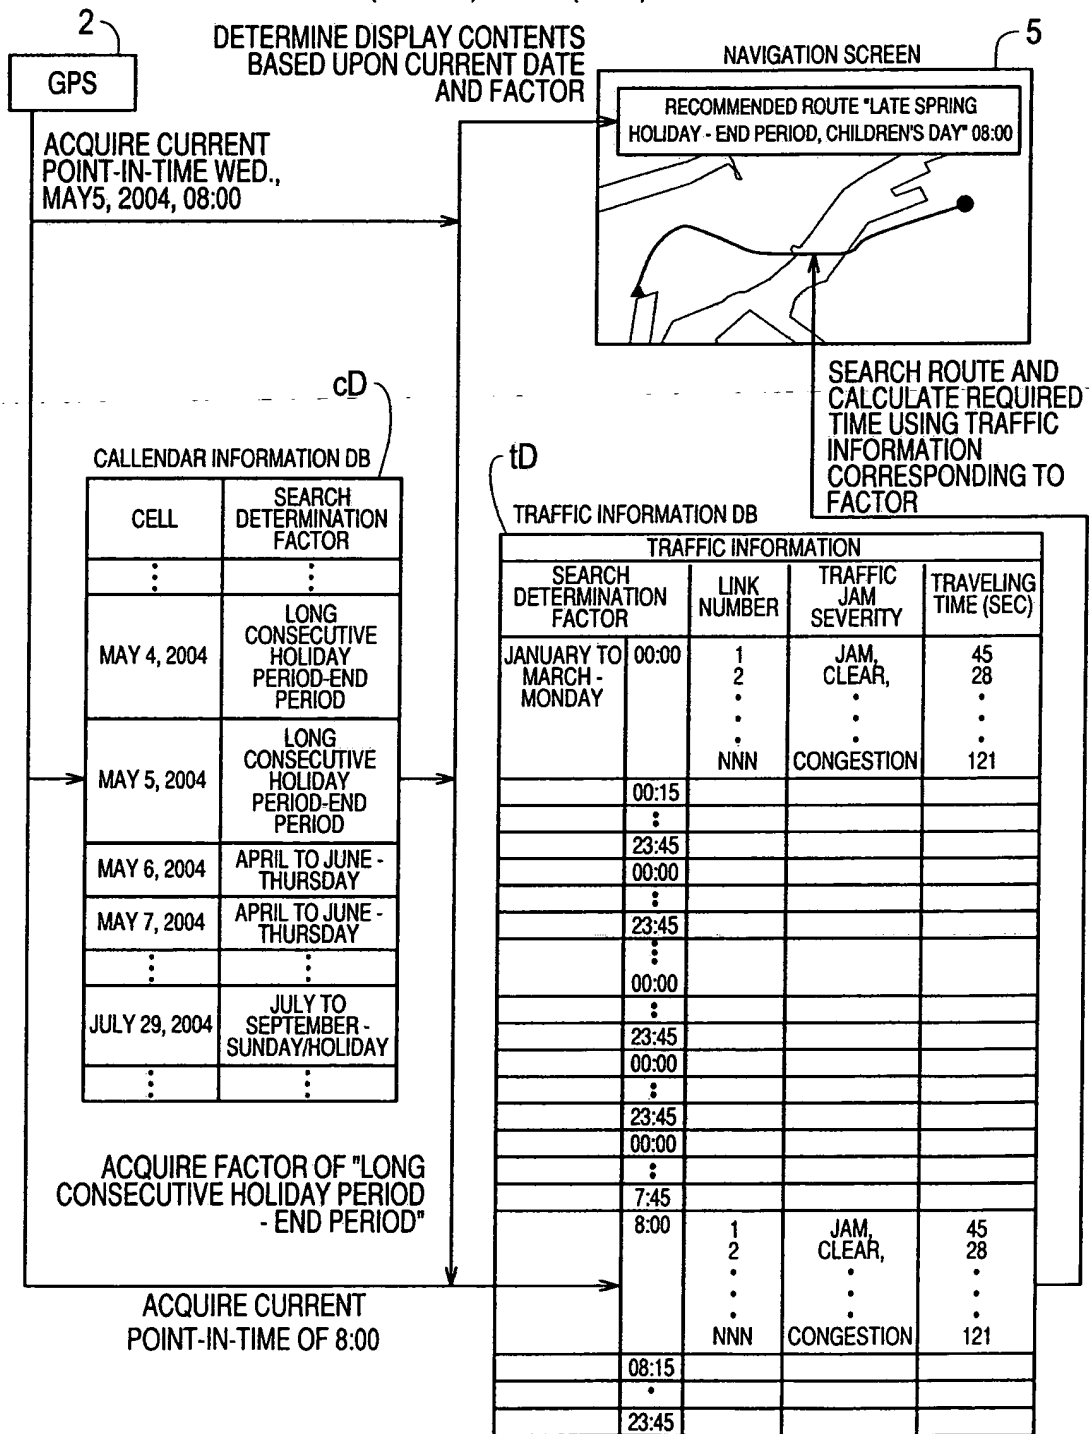 2
GPS
DETERMINE DISPLAY CONTENTS
BASED UPON CURRENT DATE
AND FACTOR
5
NAVIGATION SCREEN
RECOMMENDED ROUTE "LATE SPRING
HOLIDAY - END PERIOD, CHILDREN'S DAY" 08:00
ACQUIRE CURRENT
POINT-IN-TIME WED.,
MAY5, 2004, 08:00
SEARCH ROUTE AND
CALCULATE REQUIRED
TIME USING TRAFFIC
INFORMATION
CORRESPONDING TO
FACTOR
cD
CALLENDAR INFORMATION DB
CELL
SEARCH
DETERMINATION
FACTOR
MAY 4, 2004
LONG
CONSECUTIVE
HOLIDAY
PERIOD-END
PERIOD
MAY 5, 2004
LONG
CONSECUTIVE
HOLIDAY
PERIOD-END
PERIOD
MAY 6, 2004
APRIL TO JUNE -
THURSDAY
MAY 7, 2004
APRIL TO JUNE -
THURSDAY
JULY 29, 2004
JULY TO
SEPTEMBER -
SUNDAY/HOLIDAY
ACQUIRE FACTOR OF "LONG
CONSECUTIVE HOLIDAY PERIOD
- END PERIOD"
ACQUIRE CURRENT
POINT-IN-TIME OF 8:00
tD
TRAFFIC INFORMATION DB
TRAFFIC INFORMATION
SEARCH
DETERMINATION
FACTOR
LINK
NUMBER
TRAFFIC
JAM
SEVERITY
TRAVELING
TIME (SEC)
JANUARY TO
MARCH -
MONDAY
00:00
1 JAM, 45
2 CLEAR, 28
NNN CONGESTION 121
00:15
23:45
00:00
23:45
00:00
23:45
00:00
23:45
00:00
7:45
8:00 1 JAM, 45
2 CLEAR, 28
NNN CONGESTION 121
08:15
23:45